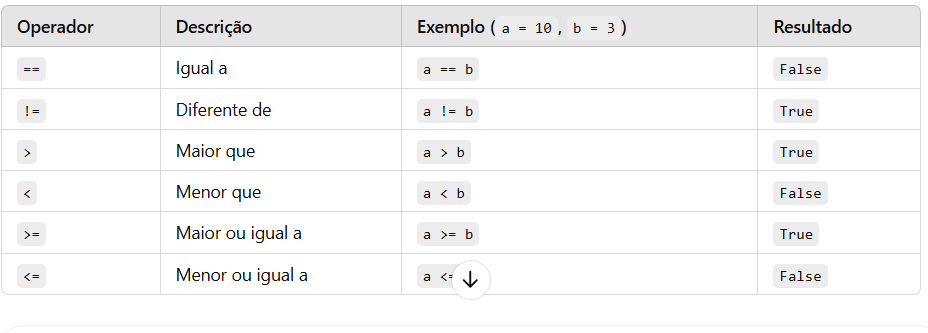 Operador Descrição Exemplo ( a = 10 , b = 3 ) Resultado
== Igual a a == b False
!= Diferente de a != b True
> Maior que a > b True
< Menor que a < b False
>= Maior ou igual a a >= b True
<= Menor ou igual a a <= False